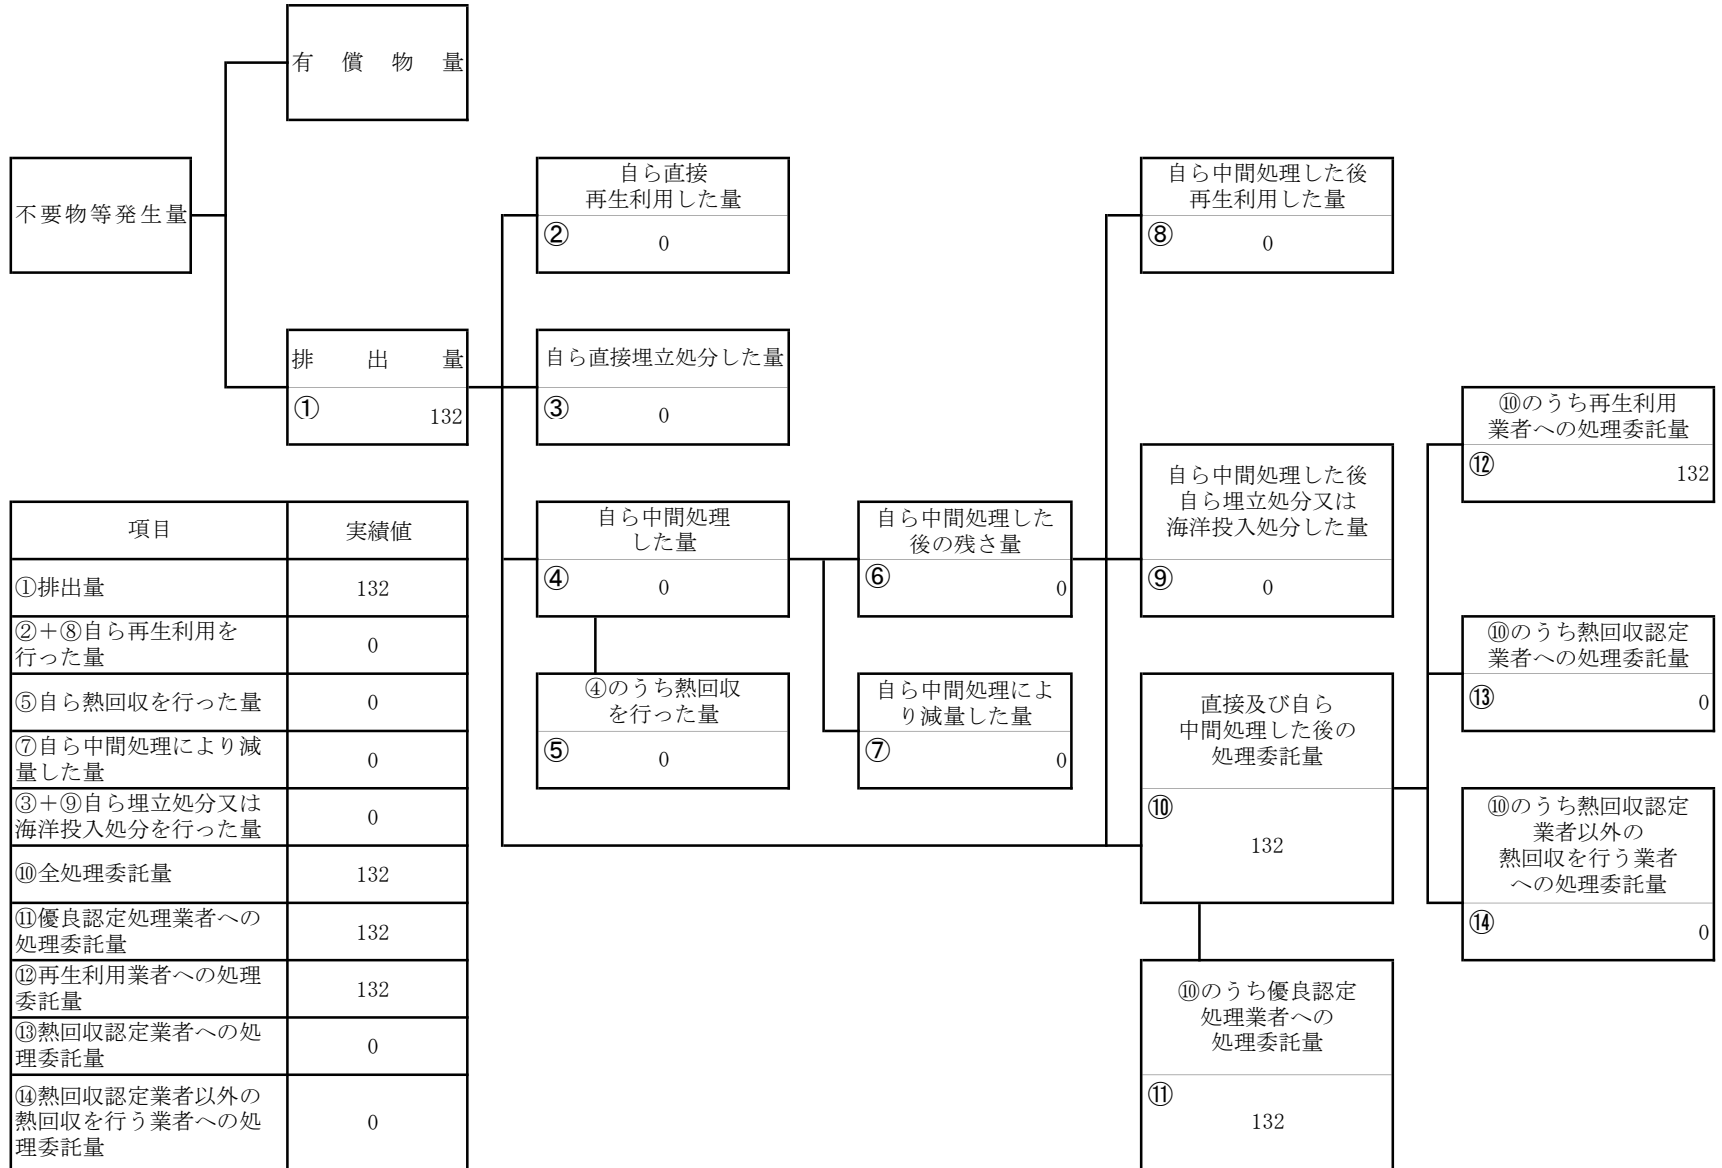 有償物量
不要物等発生量
排出量
①
132
自ら直接
再生利用した量
②
0
自ら直接埋立処分した量
③
0
自ら中間処理
した量
④
0
④のうち熱回収
を行った量
⑤
0
自ら中間処理した
後の残さ量
⑥
0
自ら中間処理によ
り減量した量
⑦
0
自ら中間処理した後
再生利用した量
⑧
0
自ら中間処理した後
自ら埋立処分又は
海洋投入処分した量
⑨
0
直接及び自ら
中間処理した後の
処理委託量
⑩
132
⑩のうち優良認定
処理業者への
処理委託量
⑪
132
⑩のうち再生利用
業者への処理委託量
⑫
132
⑩のうち熱回収認定
業者への処理委託量
⑬
0
⑩のうち熱回収認定
業者以外の
熱回収を行う業者
への処理委託量
⑭
0
項目 実績値
①排出量 132
②+⑧自ら再生利用を
行った量 0
⑤自ら熱回収を行った量 0
⑦自ら中間処理により減
量した量 0
③+⑨自ら埋立処分又は
海洋投入処分を行った量 0
⑩全処理委託量 132
⑪優良認定処理業者への
処理委託量 132
⑫再生利用業者への処理
委託量 132
⑬熱回収認定業者への処
理委託量 0
⑭熱回収認定業者以外の
熱回収を行う業者への処 0
理委託量